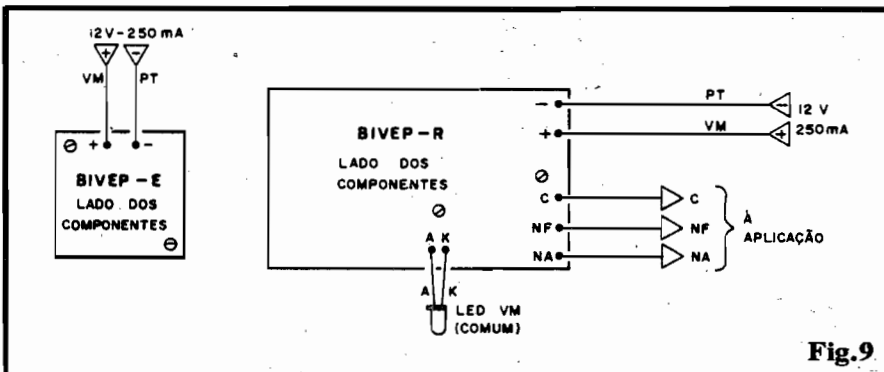 12V-250mA
+ -
VM PT
+ -
BIVEP-E
LADO DOS
COMPONENTES
BIVEP-R
LADO DOS
COMPONENTES
- PT - 12 V
+ VM + 250mA
C C
NF NF
NA NA
À
APLICAÇÃO
A K
A K
LED VM
(COMUM)
Fig.9